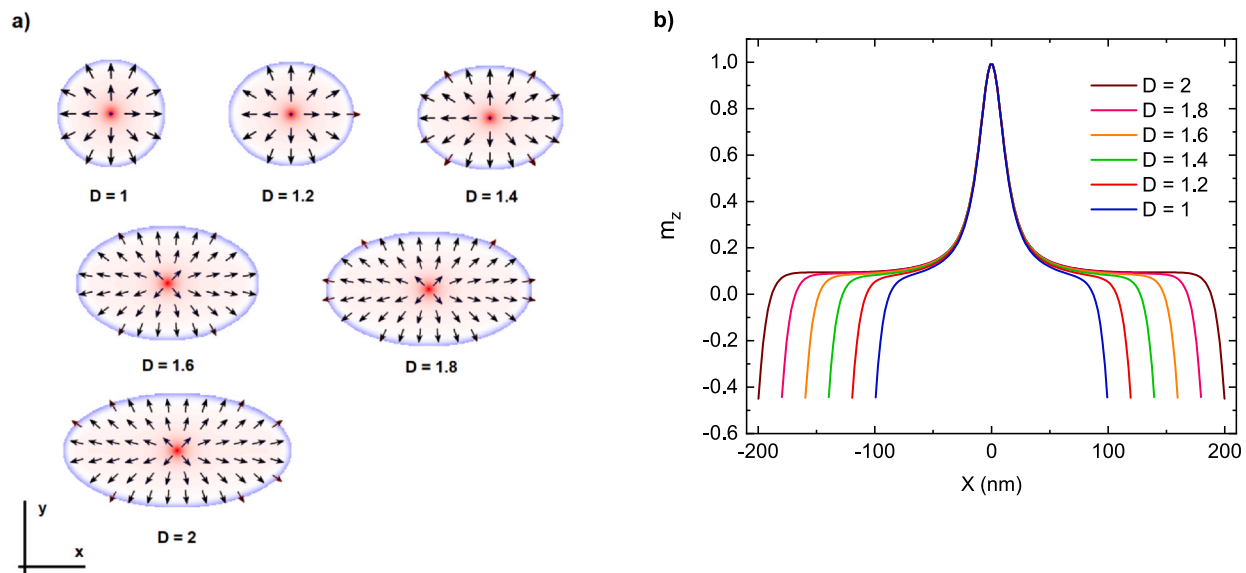 a)
D = 1
D = 1.2
D = 1.4
D = 1.6
D = 1.8
D = 2
y
x
b)
1.0
0.8
0.6
0.4
0.2
0.0
-0.2
-0.4
-0.6
m_z
D = 2
D = 1.8
D = 1.6
D = 1.4
D = 1.2
D = 1
-200
-100
0
100
200
X (nm)